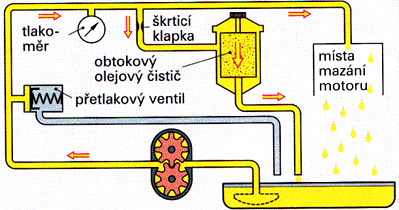 tlako-
měr
škrticí
klapka
obtokový
olejový čistič
přetlakový ventil
místa
mazání
motoru